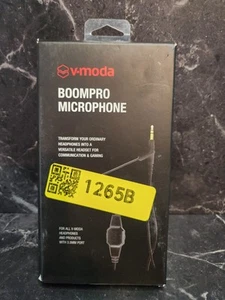 v-moda
BOOMPRO
MICROPHONE
TRANSFORM YOUR ORDINARY
HEADPHONES INTO A
VERSATILE HEADSET FOR
COMMUNICATION & GAMING
1265B
FOR ALL V-MODA
HEADPHONES
AND PRODUCTS
WITH 3.5MM PORT